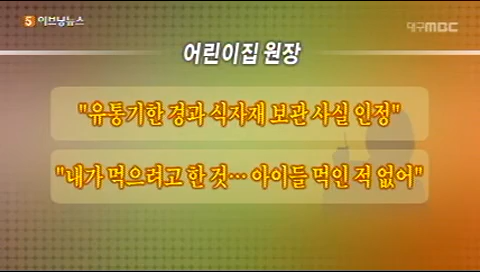 5 이브닝뉴스
대구MBC
어린이집 원장
"유통기한 경과 식자재 보관 사실 인정"
"내가 먹으려고 한 것… 아이들 먹인 적 없어"